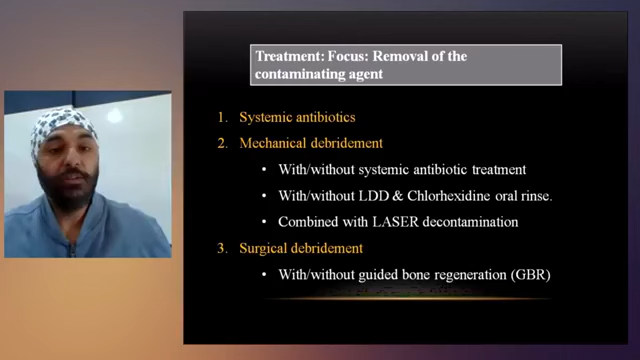 Treatment: Focus: Removal of the
contaminating agent
1. Systemic antibiotics
2. Mechanical debridement
• With/without systemic antibiotic treatment
• With/without LDD & Chlorhexidine oral rinse.
• Combined with LASER decontamination
3. Surgical debridement
• With/without guided bone regeneration (GBR)